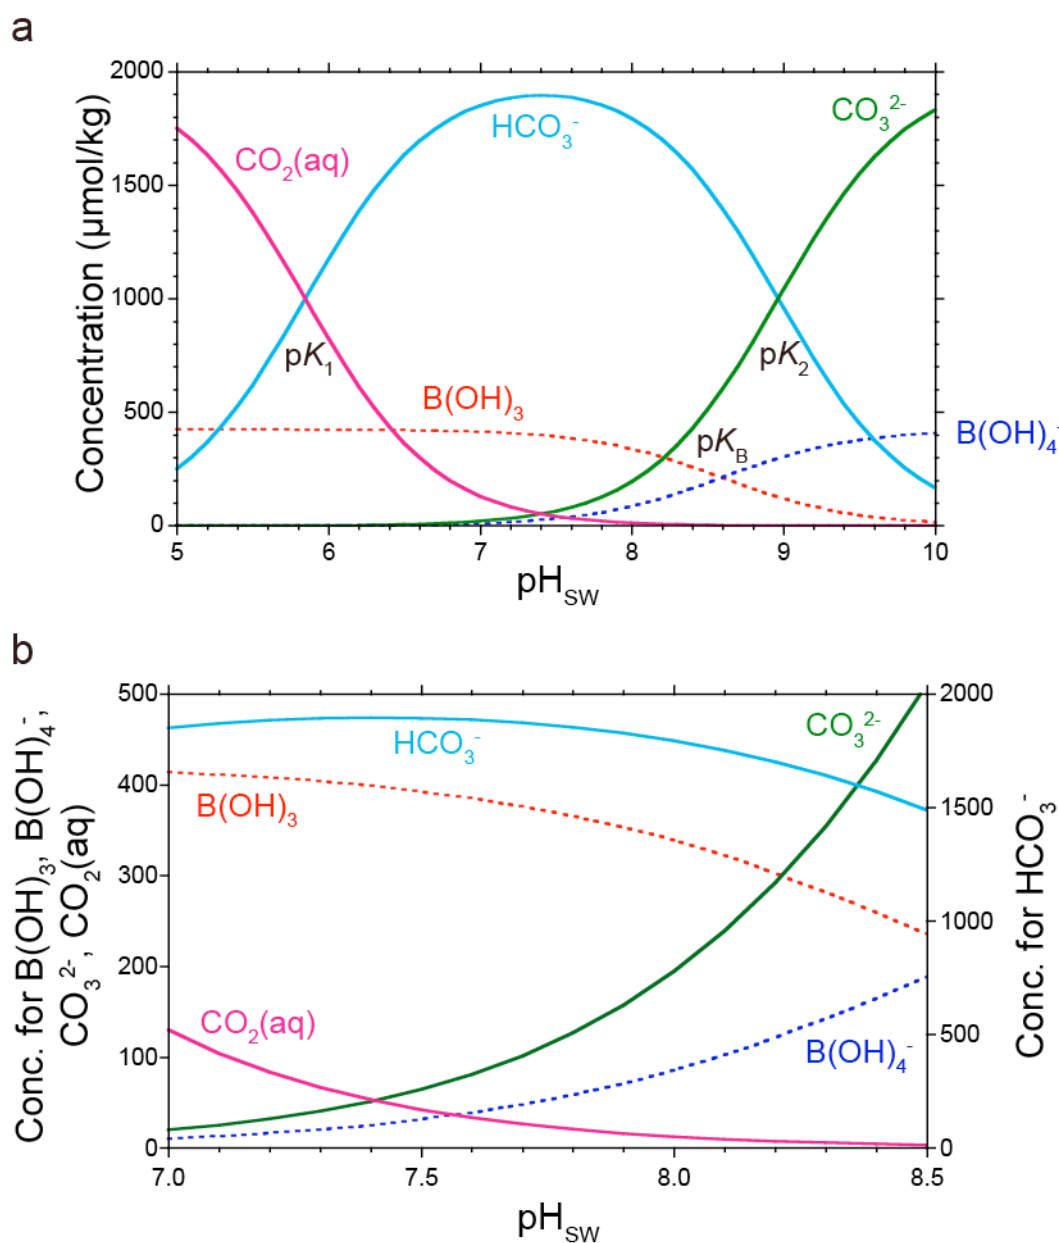 a
Concentration (μmol/kg)
2000
1500
1000
500
0
CO₂(aq)
HCO₃⁻
CO₃²⁻
pK₁
pK₂
B(OH)₃
pK_B
B(OH)₄⁻
5 6 7 8 9 10
pH_SW
b
Conc. for B(OH)₃, B(OH)₄⁻,
CO₃²⁻, CO₂(aq)
500
400
300
200
100
0
HCO₃⁻
CO₃²⁻
B(OH)₃
CO₂(aq)
B(OH)₄⁻
2000
1500
1000
500
0
Conc. for HCO₃⁻
7.0 7.5 8.0 8.5
pH_SW